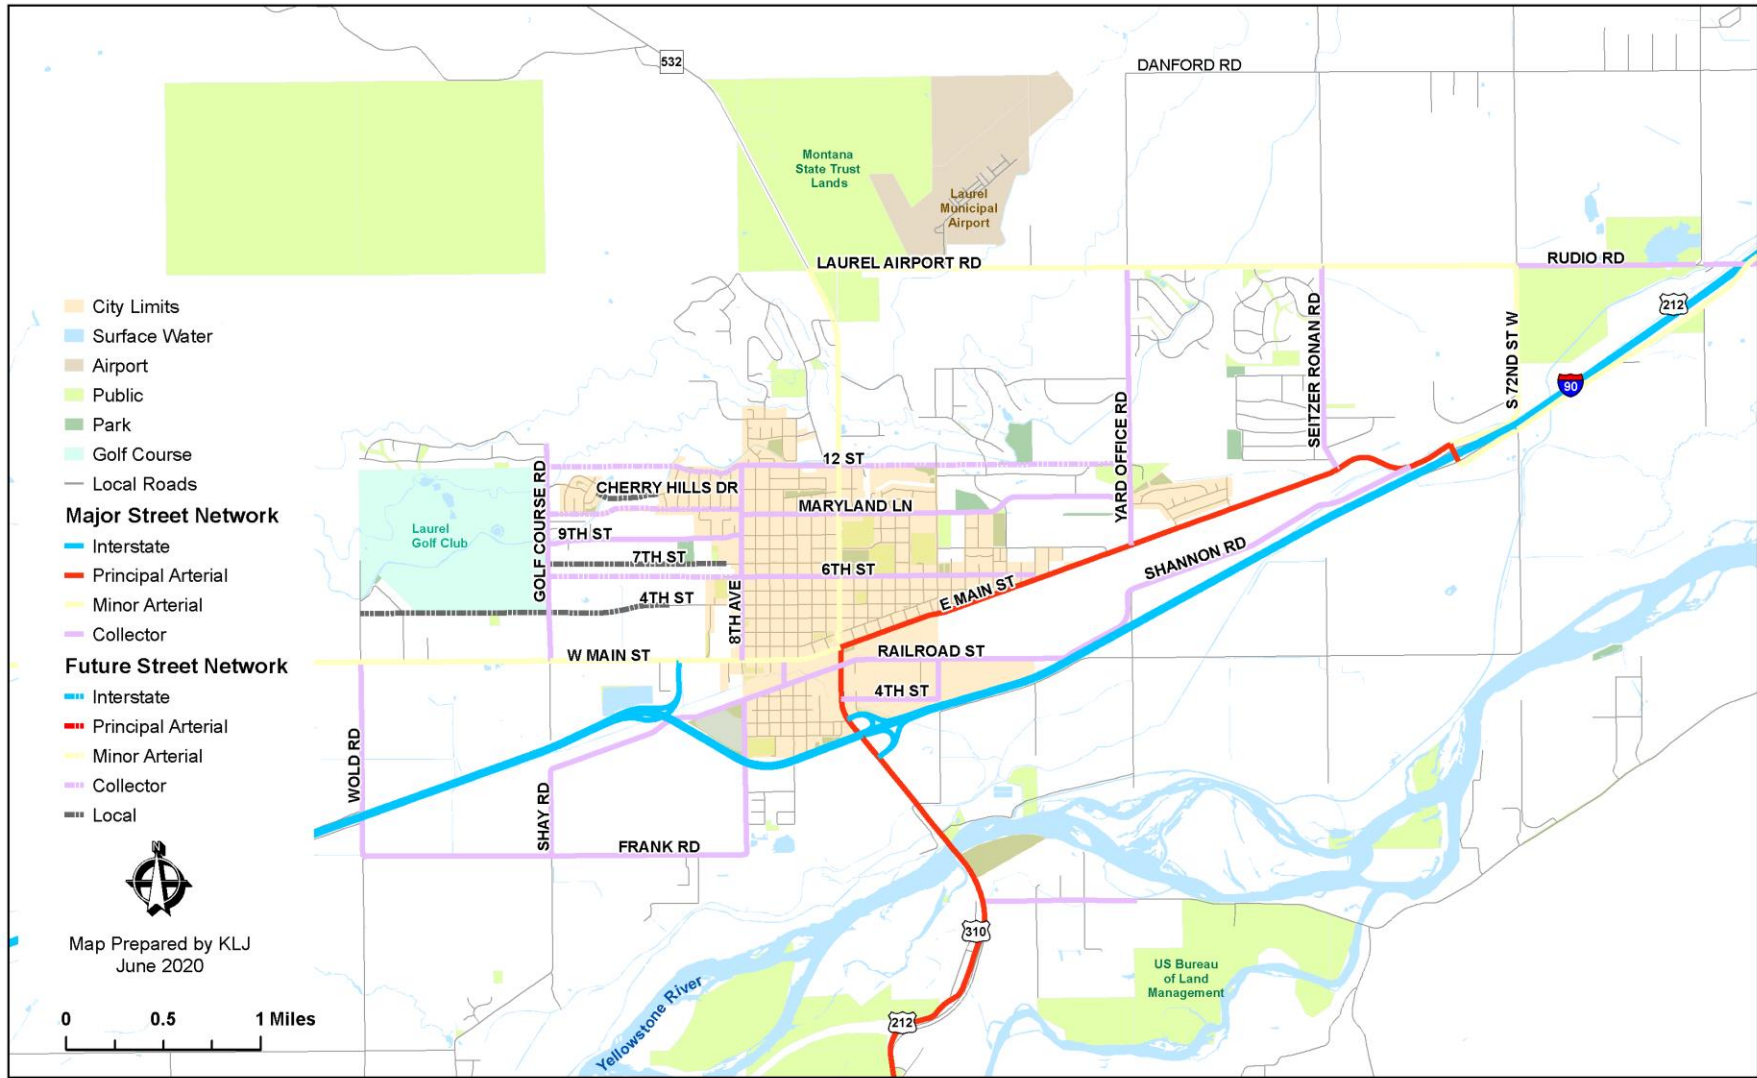 532
DANFORD RD
Montana
State Trust
Lands
Laurel
Municipal
Airport
LAUREL AIRPORT RD
RUDIO RD
212
City Limits
Surface Water
Airport
Public
Park
Golf Course
Local Roads
Major Street Network
Interstate
Principal Arterial
Minor Arterial
Collector
Future Street Network
Interstate
Principal Arterial
Minor Arterial
Collector
Local
N
Map Prepared by KLJ
June 2020
0 0.5 1 Miles
SEITZER RONAN RD
S 72ND ST W
90
YARD OFFICE RD
12 ST
GOLF COURSE RD
CHERRY HILLS DR
MARYLAND LN
Laurel
Golf Club
9TH ST
7TH ST
6TH ST
SHANNON RD
4TH ST
E MAIN ST
8TH AVE
W MAIN ST
RAILROAD ST
4TH ST
WOLD RD
SHAY RD
FRANK RD
310
US Bureau
of Land
Management
212
Yellowstone River